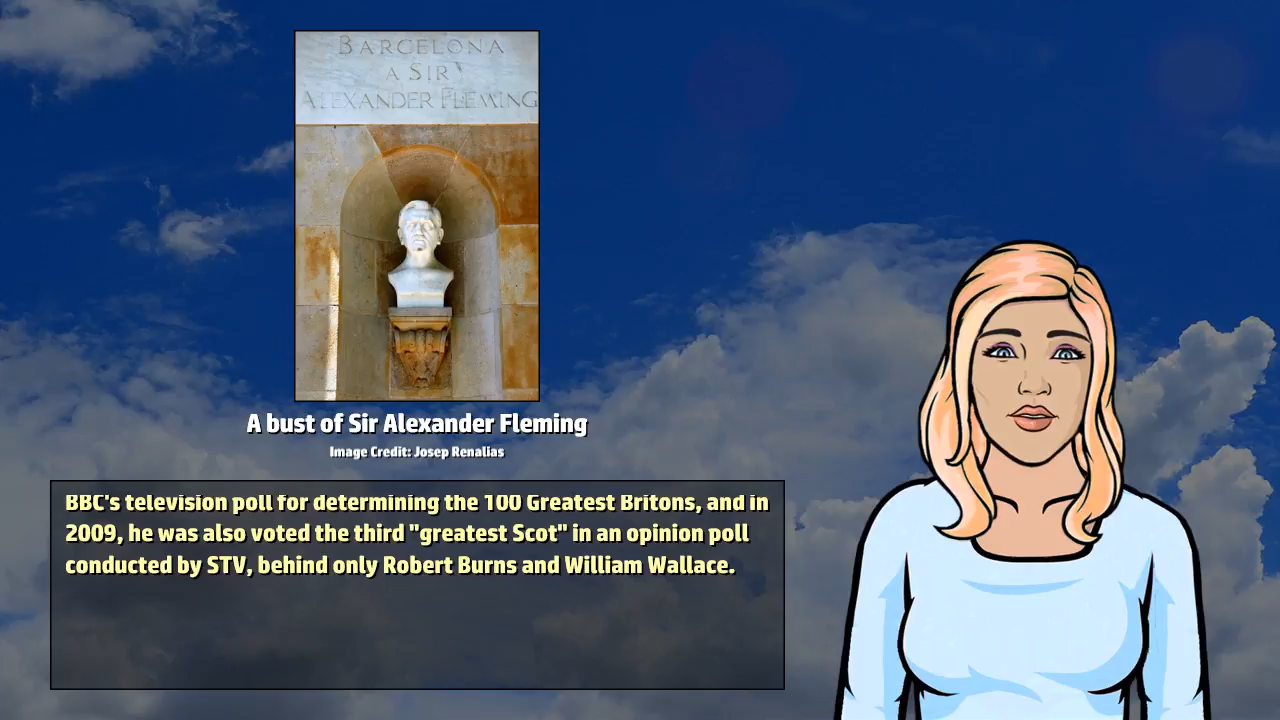 BARCELONA
A SIR
ALEXANDER FLEMING
A bust of Sir Alexander Fleming
Image Credit: Josep Renalias
BBC's television poll for determining the 100 Greatest Britons, and in
2009, he was also voted the third "greatest Scot" in an opinion poll
conducted by STV, behind only Robert Burns and William Wallace.